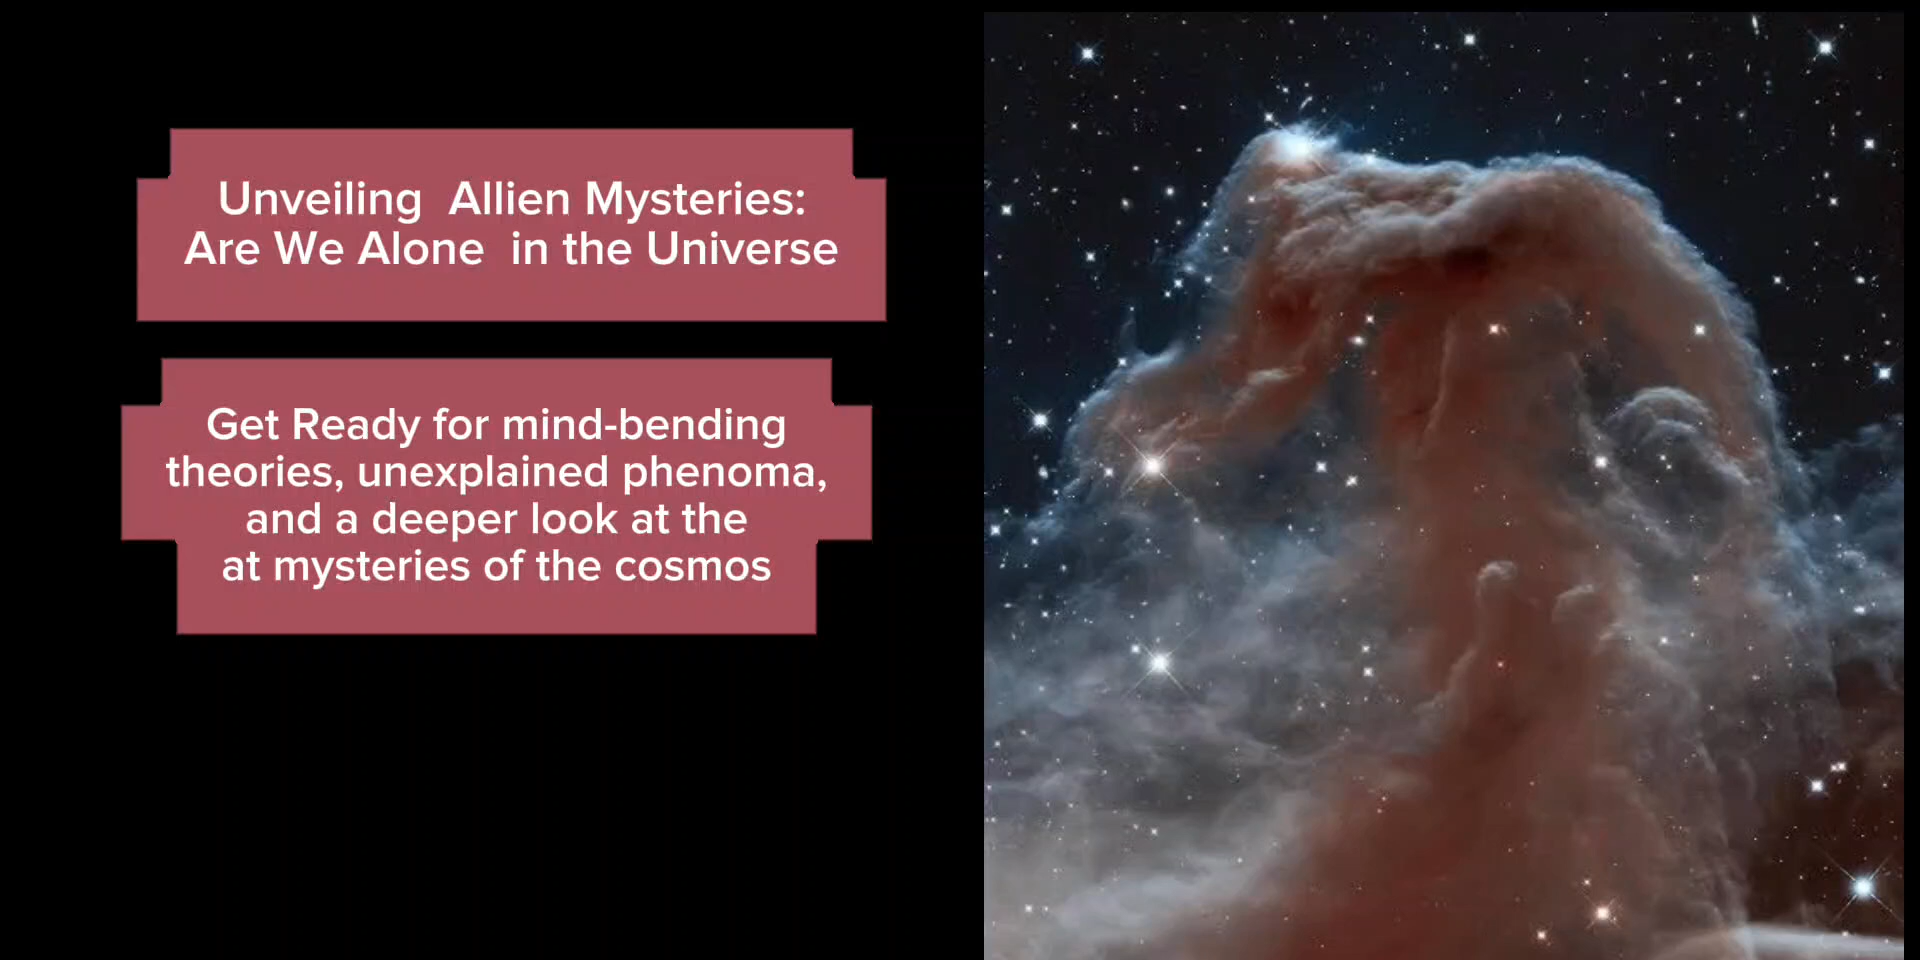 Unveiling  Allien Mysteries:
Are We Alone  in the Universe
Get Ready for mind-bending
theories, unexplained phenoma,
and a deeper look at the
at mysteries of the cosmos